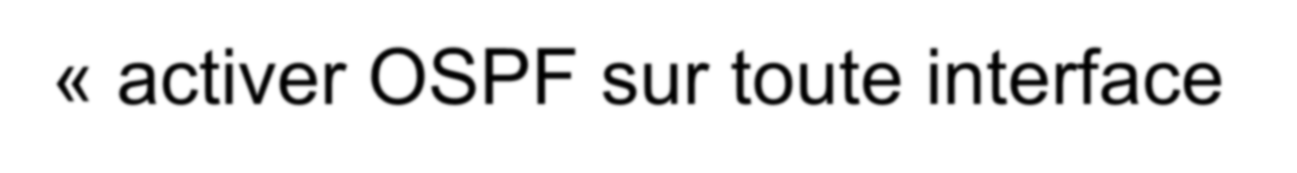 « activer OSPF sur toute interface